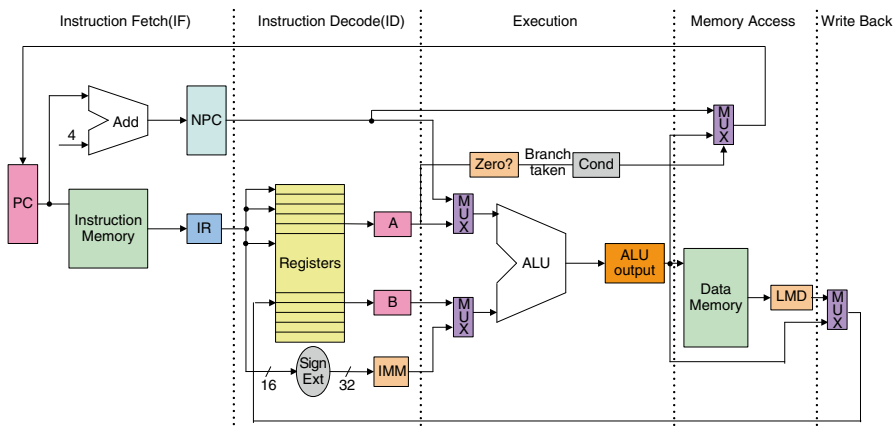 Instruction Fetch(IF)
Instruction Decode(ID)
Execution
Memory Access
Write Back
Add
4
NPC
MUX
Zero?
Branch
taken
Cond
PC
Instruction
Memory
IR
Registers
A
MUX
ALU
ALU
output
Data
Memory
LMD
MUX
B
MUX
Sign
Ext
16
32
IMM